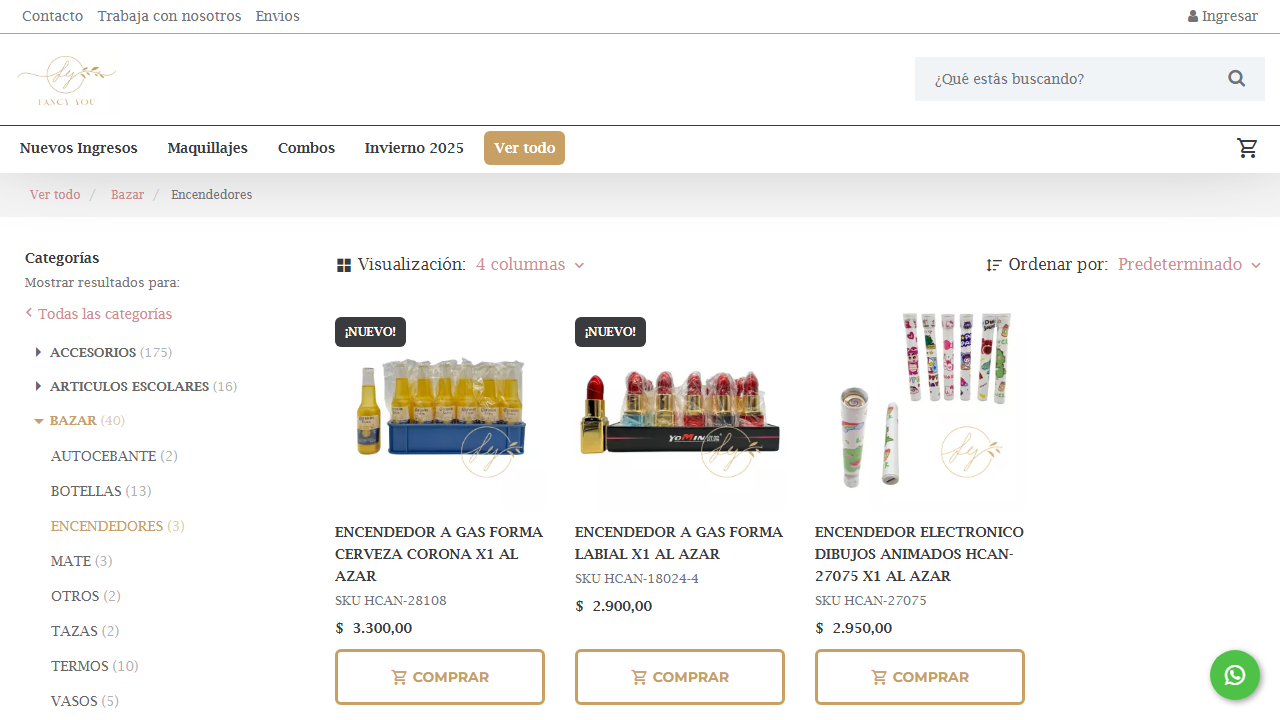 Contacto Trabaja con nosotros Envios Ingresar
FANCY YOU
¿Qué estás buscando?
Nuevos Ingresos Maquillajes Combos Invierno 2025 Ver todo
Ver todo / Bazar / Encendedores
Categorías
Mostrar resultados para:
Todas las categorías
ACCESORIOS (175)
ARTICULOS ESCOLARES (16)
BAZAR (40)
AUTOCEBANTE (2)
BOTELLAS (13)
ENCENDEDORES (3)
MATE (3)
OTROS (2)
TAZAS (2)
TERMOS (10)
VASOS (5)
Visualización: 4 columnas
Ordenar por: Predeterminado
¡NUEVO!
ENCENDEDOR A GAS FORMA
CERVEZA CORONA X1 AL
AZAR
SKU HCAN-28108
$ 3.300,00
COMPRAR
¡NUEVO!
YOMIN
ENCENDEDOR A GAS FORMA
LABIAL X1 AL AZAR
SKU HCAN-18024-4
$ 2.900,00
COMPRAR
ENCENDEDOR ELECTRONICO
DIBUJOS ANIMADOS HCAN-
27075 X1 AL AZAR
SKU HCAN-27075
$ 2.950,00
COMPRAR